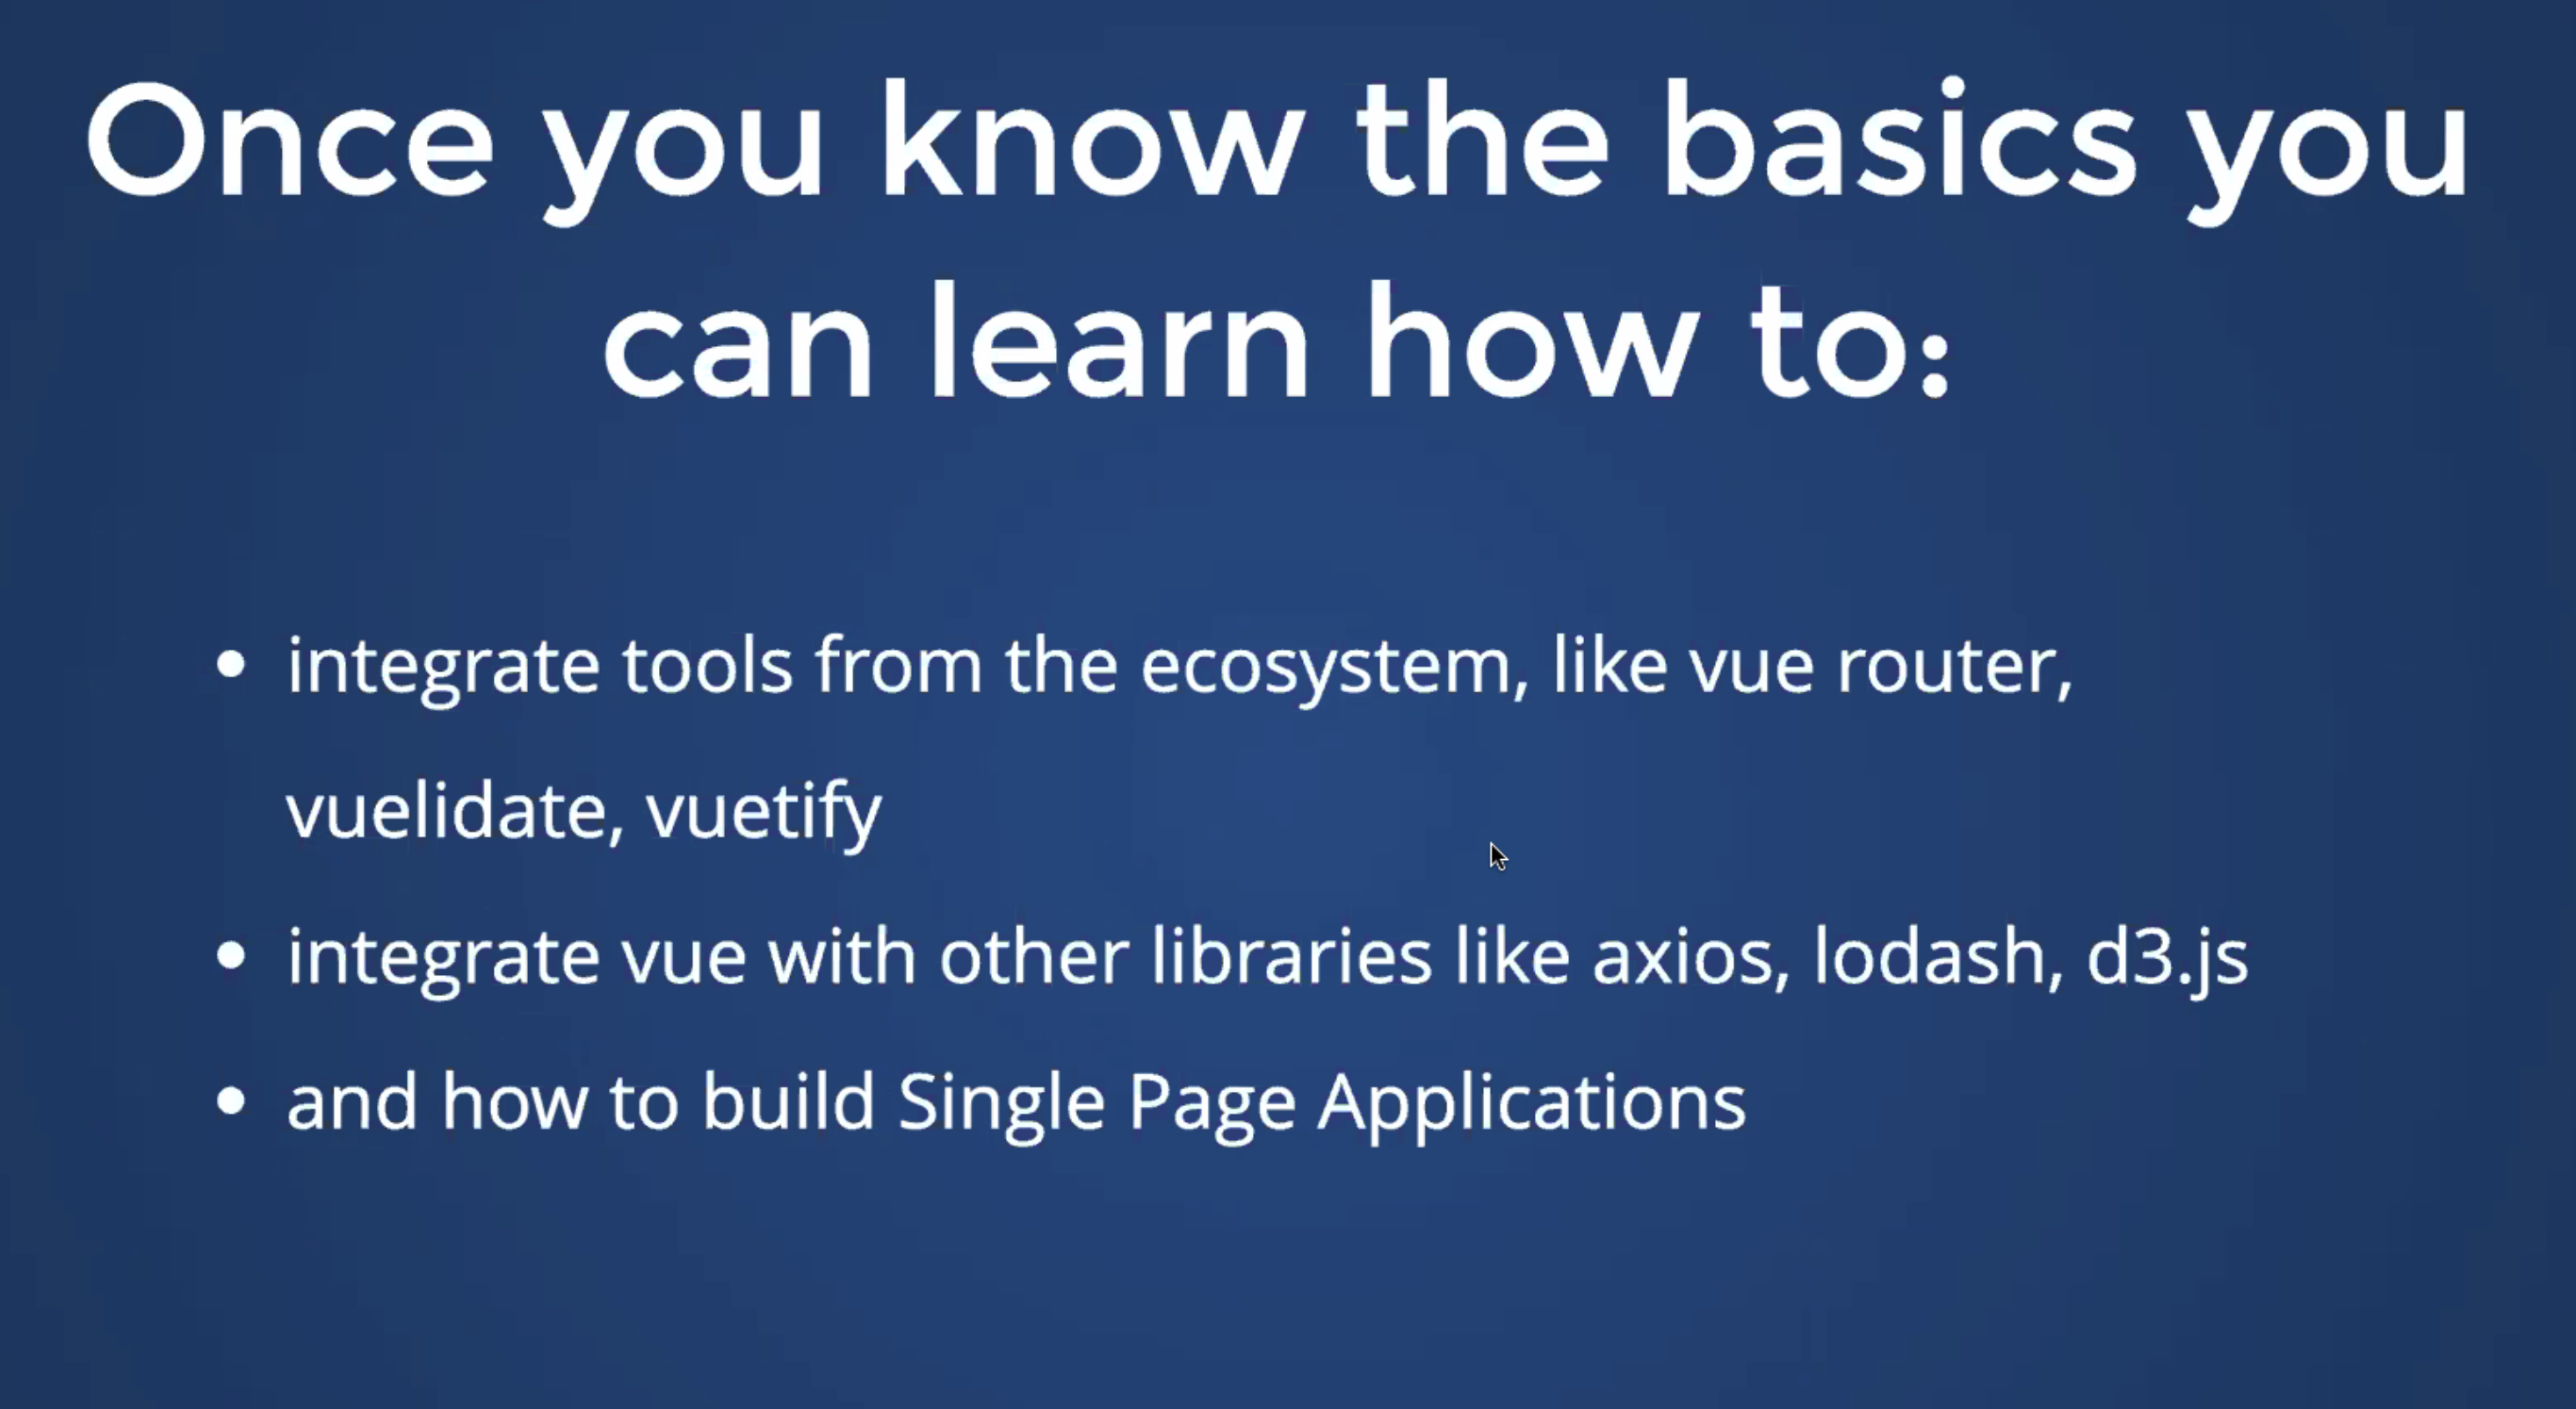 Once you know the basics you
can learn how to:
• integrate tools from the ecosystem, like vue router,
vuelidate, vuetify
• integrate vue with other libraries like axios, lodash, d3.js
• and how to build Single Page Applications